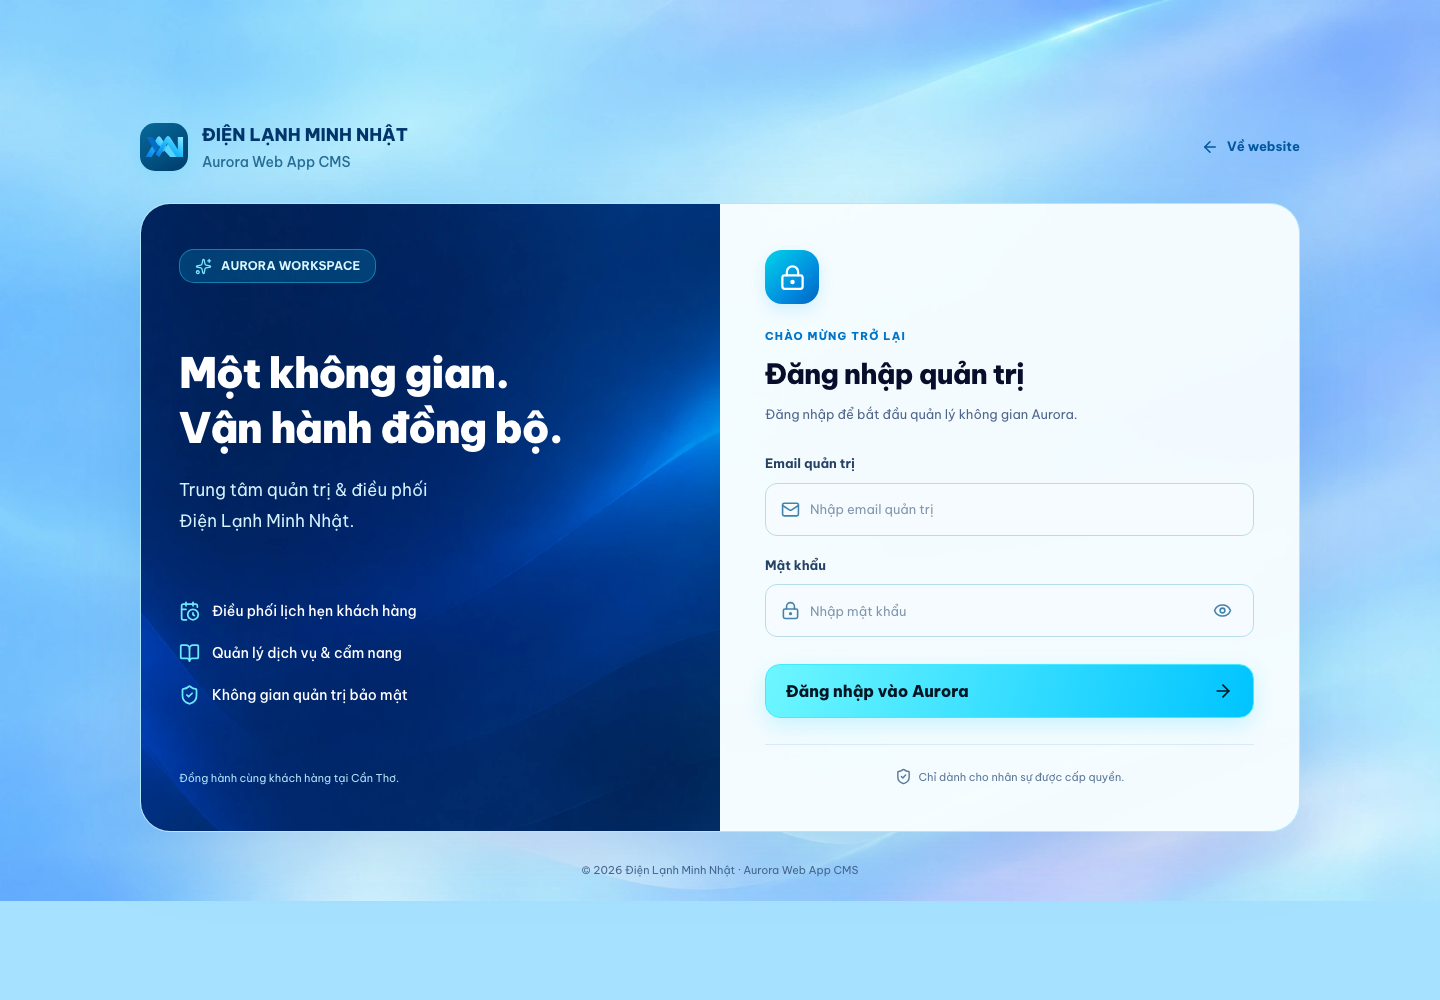 ĐIỆN LẠNH MINH NHẬT
Aurora Web App CMS
Về website
AURORA WORKSPACE
Một không gian.
Vận hành đồng bộ.
Trung tâm quản trị & điều phối
Điện Lạnh Minh Nhật.
Điều phối lịch hẹn khách hàng
Quản lý dịch vụ & cẩm nang
Không gian quản trị bảo mật
Đồng hành cùng khách hàng tại Cần Thơ.
CHÀO MỪNG TRỞ LẠI
Đăng nhập quản trị
Đăng nhập để bắt đầu quản lý không gian Aurora.
Email quản trị
Nhập email quản trị
Mật khẩu
Nhập mật khẩu
Đăng nhập vào Aurora
Chỉ dành cho nhân sự được cấp quyền.
© 2026 Điện Lạnh Minh Nhật · Aurora Web App CMS